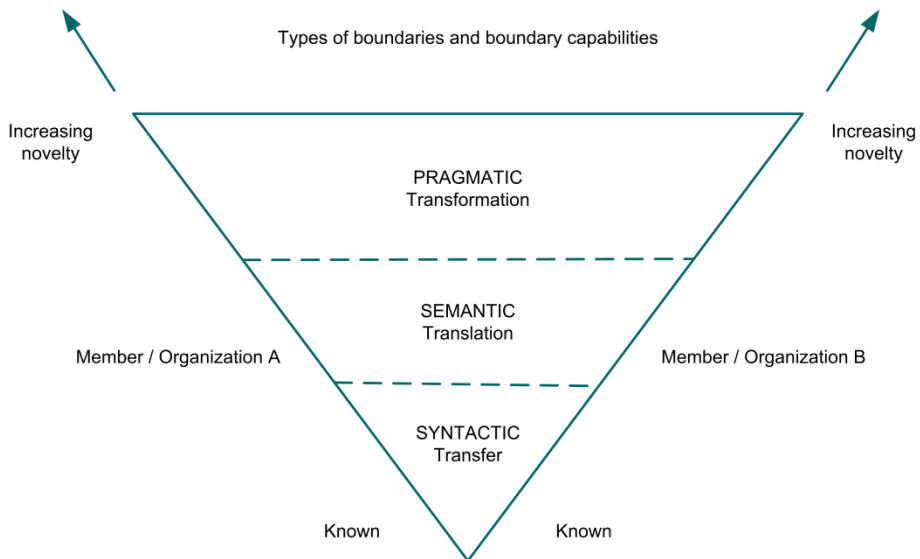 Types of boundaries and boundary capabilities
Increasing
novelty
Increasing
novelty
PRAGMATIC
Transformation
SEMANTIC
Translation
Member / Organization A
Member / Organization B
SYNTACTIC
Transfer
Known
Known